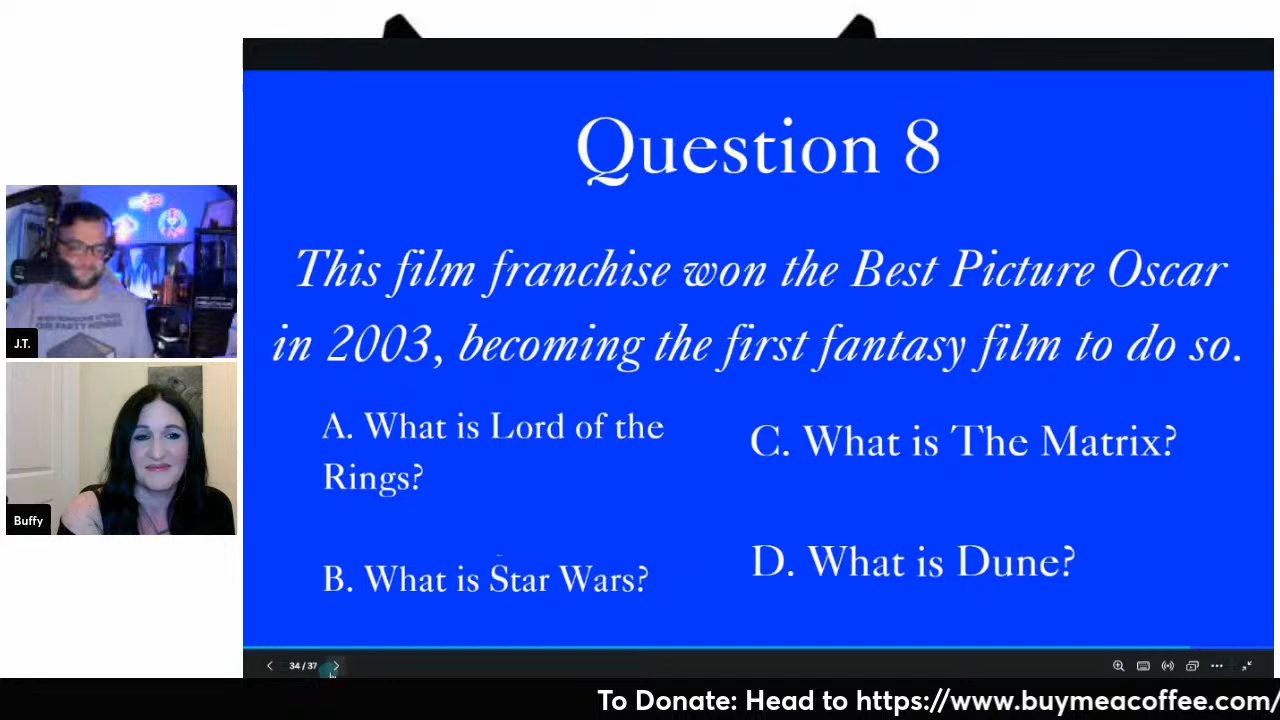 Question 8
This film franchise won the Best Picture Oscar
in 2003, becoming the first fantasy film to do so.
A. What is Lord of the
Rings?
B. What is Star Wars?
C. What is The Matrix?
D. What is Dune?
J.T.
Buffy
34 / 37
To Donate: Head to https://www.buymeacoffee.com/